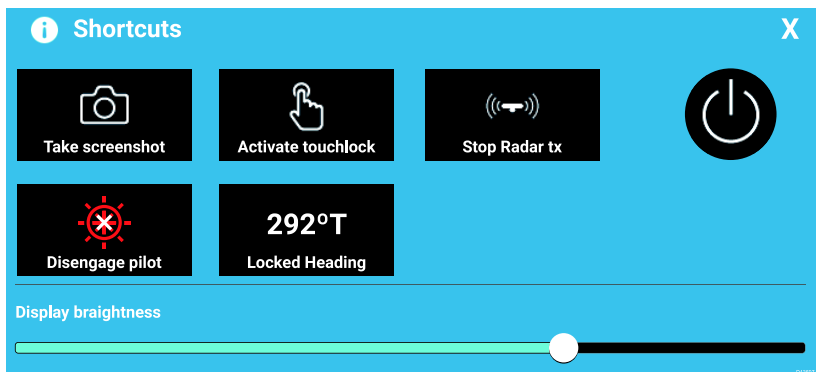 Shortcuts X
Take screenshot
Activate touchlock
Stop Radar tx
Disengage pilot
292°T
Locked Heading
Display braightness